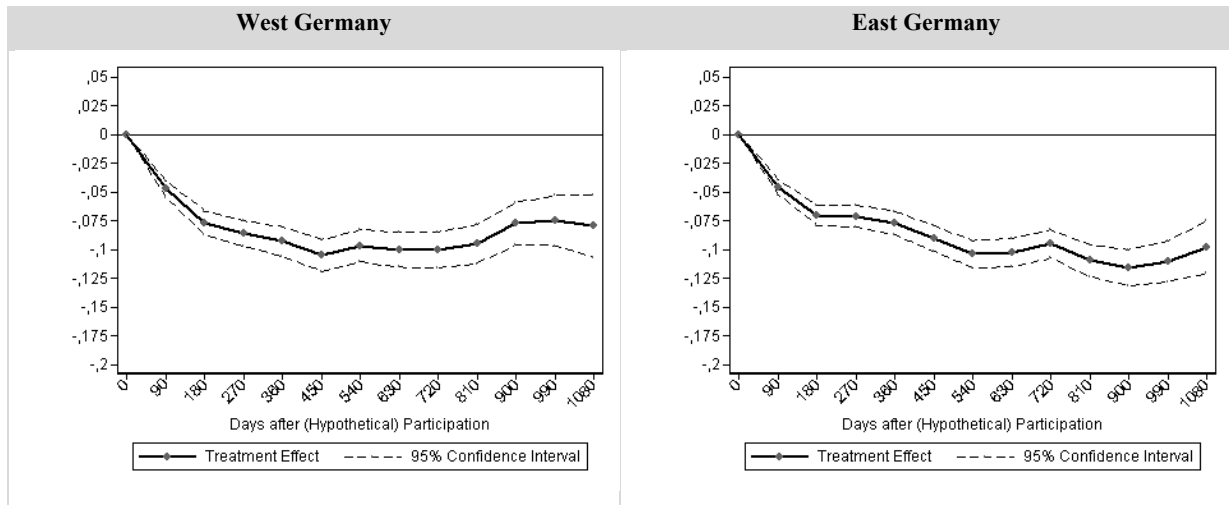 West Germany
East Germany
,05
,025
0
-,025
-,05
-,075
-,1
-,125
-,15
-,175
-,2
0 90 180 270 360 450 540 630 720 810 900 990 1080
Days after (Hypothetical) Participation
Treatment Effect 95% Confidence Interval
,05
,025
0
-,025
-,05
-,075
-,1
-,125
-,15
-,175
-,2
0 90 180 270 360 450 540 630 720 810 900 990 1080
Days after (Hypothetical) Participation
Treatment Effect 95% Confidence Interval